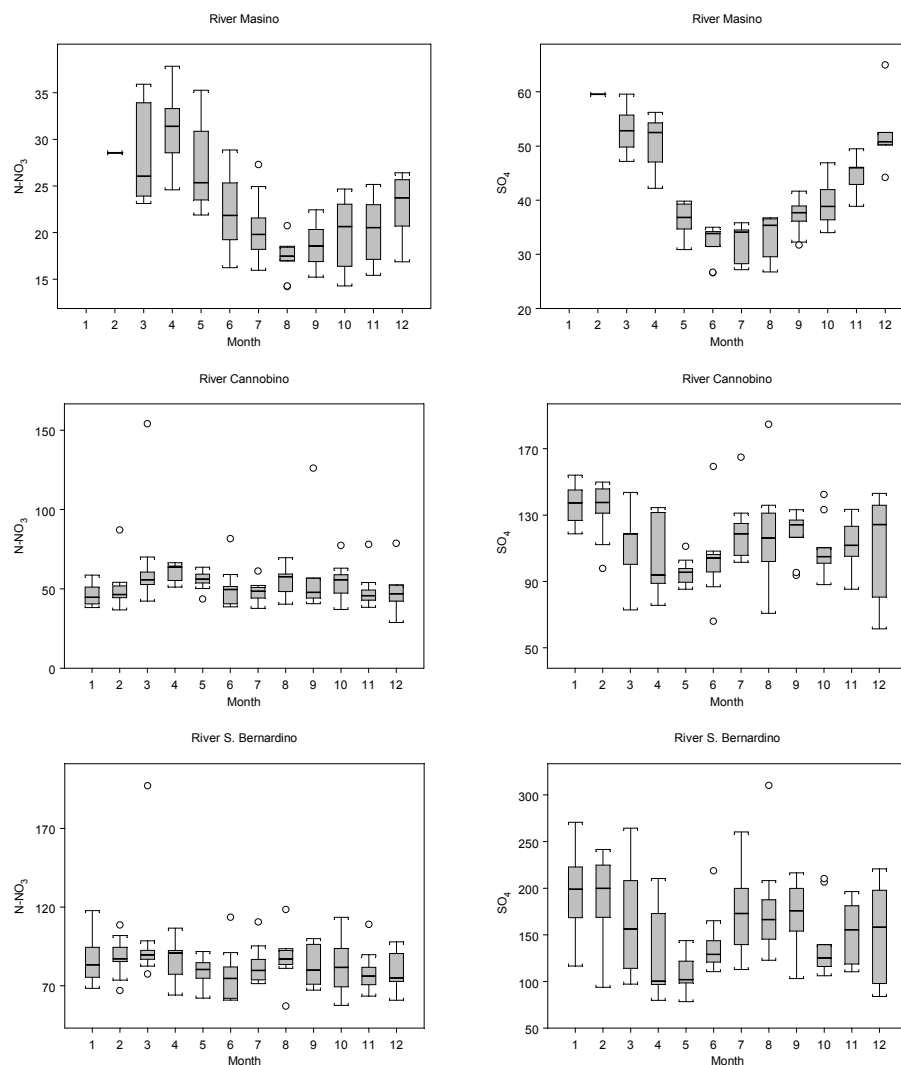 River Masino
N-NO3
35
30
25
20
15
1 2 3 4 5 6 7 8 9 10 11 12
Month
River Masino
SO4
60
50
40
30
20
1 2 3 4 5 6 7 8 9 10 11 12
Month
River Cannobino
N-NO3
150
100
50
0
1 2 3 4 5 6 7 8 9 10 11 12
Month
River Cannobino
SO4
170
130
90
50
1 2 3 4 5 6 7 8 9 10 11 12
Month
River S. Bernardino
N-NO3
170
120
70
1 2 3 4 5 6 7 8 9 10 11 12
Month
River S. Bernardino
SO4
300
250
200
150
100
50
1 2 3 4 5 6 7 8 9 10 11 12
Month